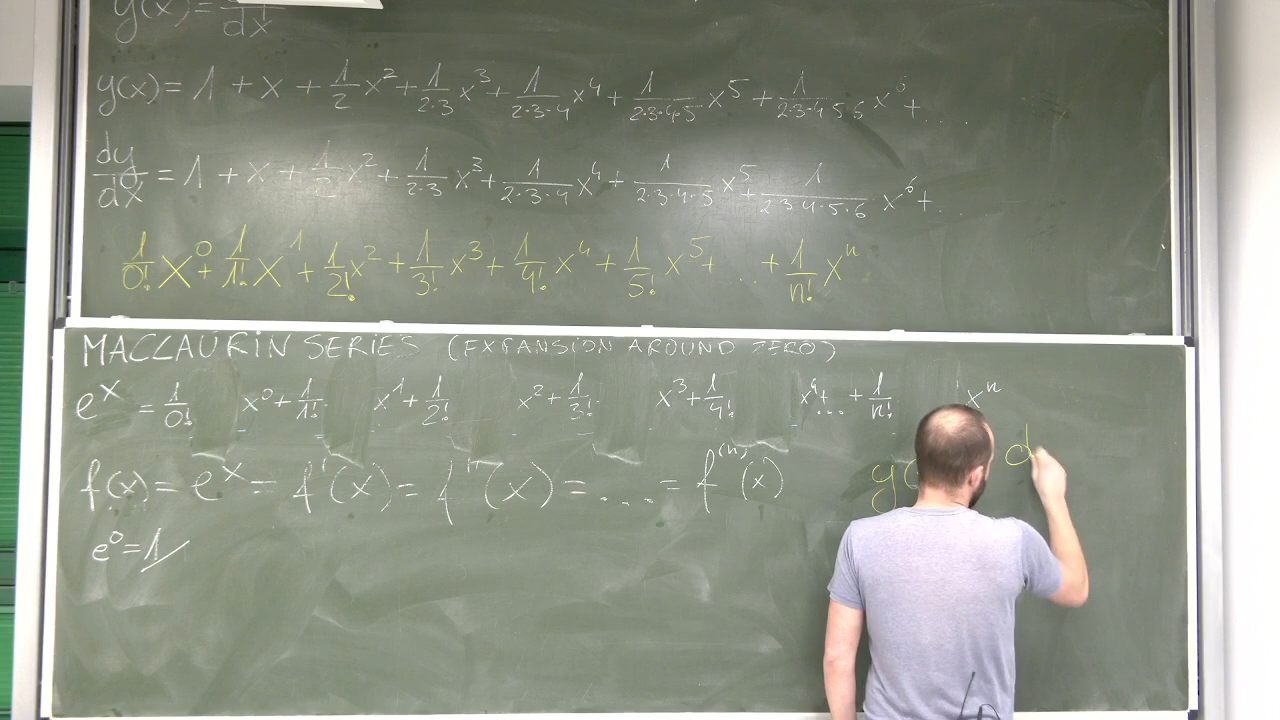 y(x) = dy/dx
y(x) = 1 + x + 1/2 x² + 1/2·3 x³ + 1/2·3·4 x⁴ + 1/2·3·4·5 x⁵ + 1/2·3·4·5·6 x⁶ + ....
dy/dx = 1 + x + 1/2 x² + 1/2·3 x³ + 1/2·3·4 x⁴ + 1/2·3·4·5 x⁵ + 1/2·3·4·5·6 x⁶ + ..
1/0! x⁰ + 1/1! x¹ + 1/2! x² + 1/3! x³ + 1/4! x⁴ + 1/5! x⁵ + ... + 1/n! xⁿ
MACCAURIN SERIES (EXPANSION AROUND ZERO)
eˣ = 1/0! x⁰ + 1/1! x¹ + 1/2! x² + 1/3! x³ + 1/4! x⁴ + ... + 1/n! xⁿ
f(x) = eˣ = f'(x) = f''(x) = .... = f⁽ⁿ⁾(x) y( d
e⁰ = 1